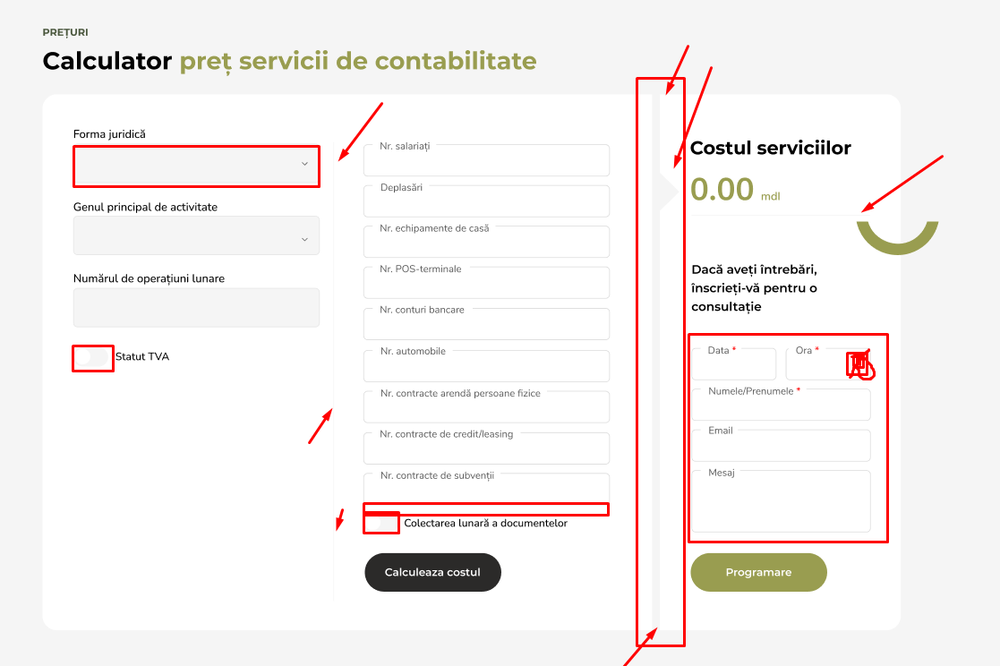 PREȚURI
Calculator preț servicii de contabilitate
Forma juridică
Genul principal de activitate
Numărul de operațiuni lunare
Statut TVA
Nr. salariați
Deplasări
Nr. echipamente de casă
Nr. POS-terminale
Nr. conturi bancare
Nr. automobile
Nr. contracte arendă persoane fizice
Nr. contracte de credit/leasing
Nr. contracte de subvenții
Colectarea lunară a documentelor
Calculeaza costul
Costul serviciilor
0.00 mdl
Dacă aveți întrebări,
înscrieți-vă pentru o
consultație
Data *
Ora *
Numele/Prenumele *
Email
Mesaj
Programare